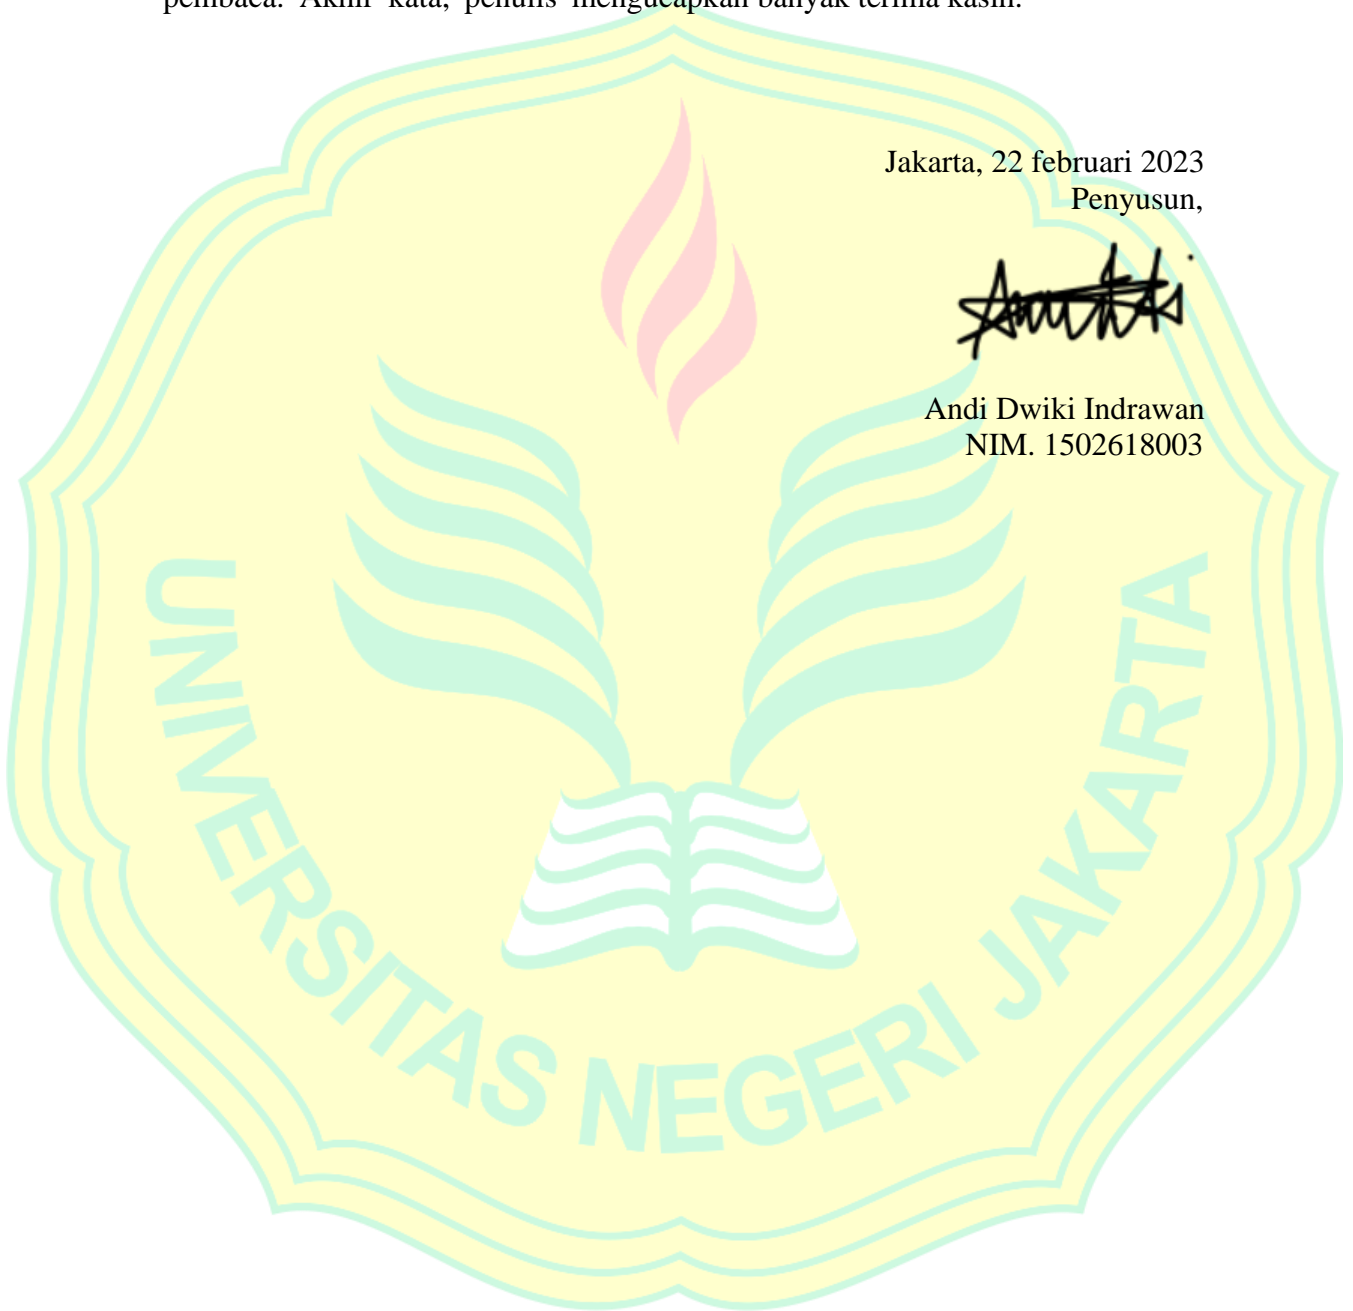 pembaca. Akhir kata, penulis mengucapkan banyak terima kasih.
Jakarta, 22 februari 2023
Penyusun,
Andi Dwiki Indrawan
NIM. 1502618003
UNIVERSITAS NEGERI JAKARTA